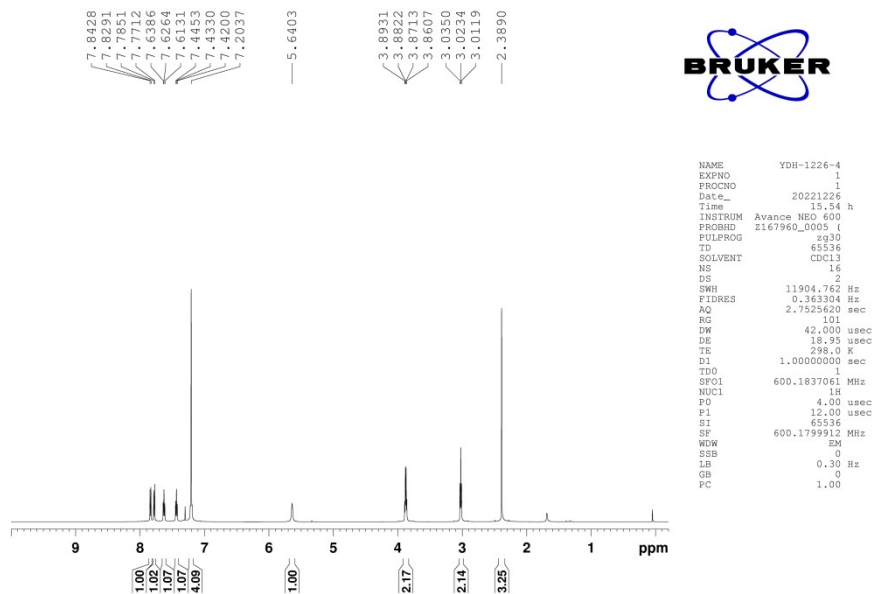 7.8428
7.8291
7.7851
7.7712
7.6386
7.6264
7.6131
7.4453
7.4330
7.4200
7.2037
5.6403
3.8931
3.8822
3.8713
3.8607
3.0350
3.0234
3.0119
2.3890
BRUKER
NAME YDH-1226-4
EXPNO 1
PROCNO 1
Date_ 20221226
Time 15.54 h
INSTRUM Avance NEO 600
PROBHD Z167960_0005 (
PULPROG zg30
TD 65536
SOLVENT CDCl3
NS 16
DS 2
SWH 11904.762 Hz
FIDRES 0.363304 Hz
AQ 2.7525620 sec
RG 101
DW 42.000 usec
DE 18.95 usec
TE 298.0 K
D1 1.00000000 sec
TD0 1
SFO1 600.1837061 MHz
NUC1 1H
P0 4.00 usec
P1 12.00 usec
SI 65536
SF 600.1799912 MHz
WDW EM
SSB 0
LB 0.30 Hz
GB 0
PC 1.00
9 8 7 6 5 4 3 2 1 ppm
1.00
1.02
1.07
1.07
4.09
1.00
2.17
2.14
3.25